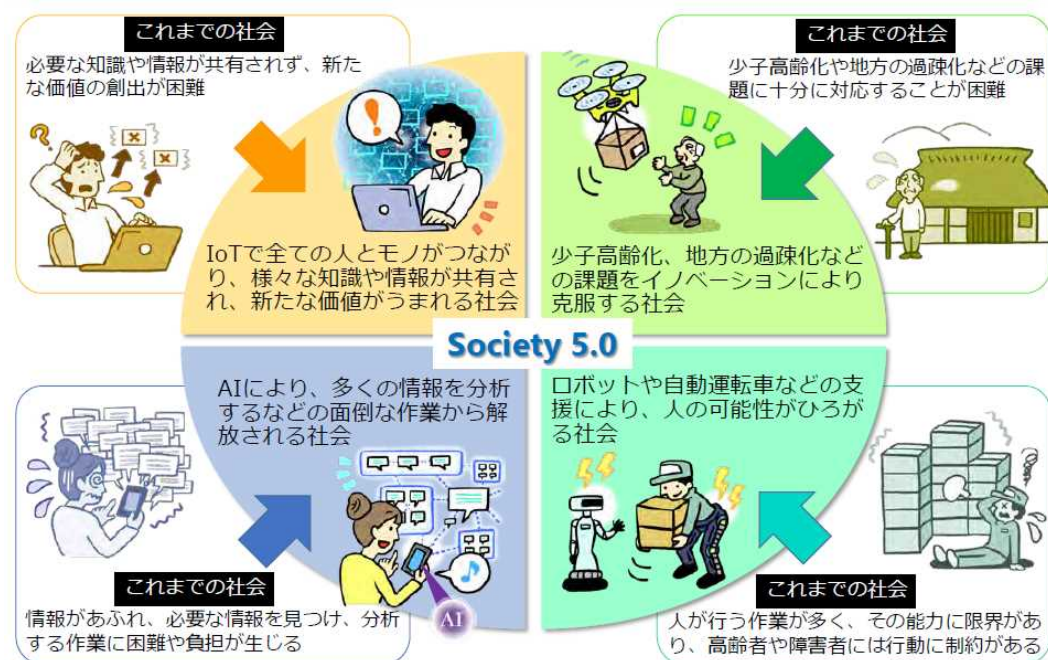 これまでの社会
必要な知識や情報が共有されず、新た
な価値の創出が困難
IoTで全ての人とモノがつなが
り、様々な知識や情報が共有され
れ、新たな価値がうまれる社会
これまでの社会
少子高齢化や地方の過疎化などの課
題に十分に対応することが困難
少子高齢化、地方の過疎化など
の課題をイノベーションにより
克服する社会
Society 5.0
AIにより、多くの情報を分析
するなどの面倒な作業から解
放される社会
AI
これまでの社会
情報があふれ、必要な情報を見つけ、分析
する作業に困難や負担が生じる
ロボットや自動運転車などの支
援により、人の可能性がひろが
る社会
これまでの社会
人が行う作業が多く、その能力に限界があ
り、高齢者や障害者には行動に制約がある